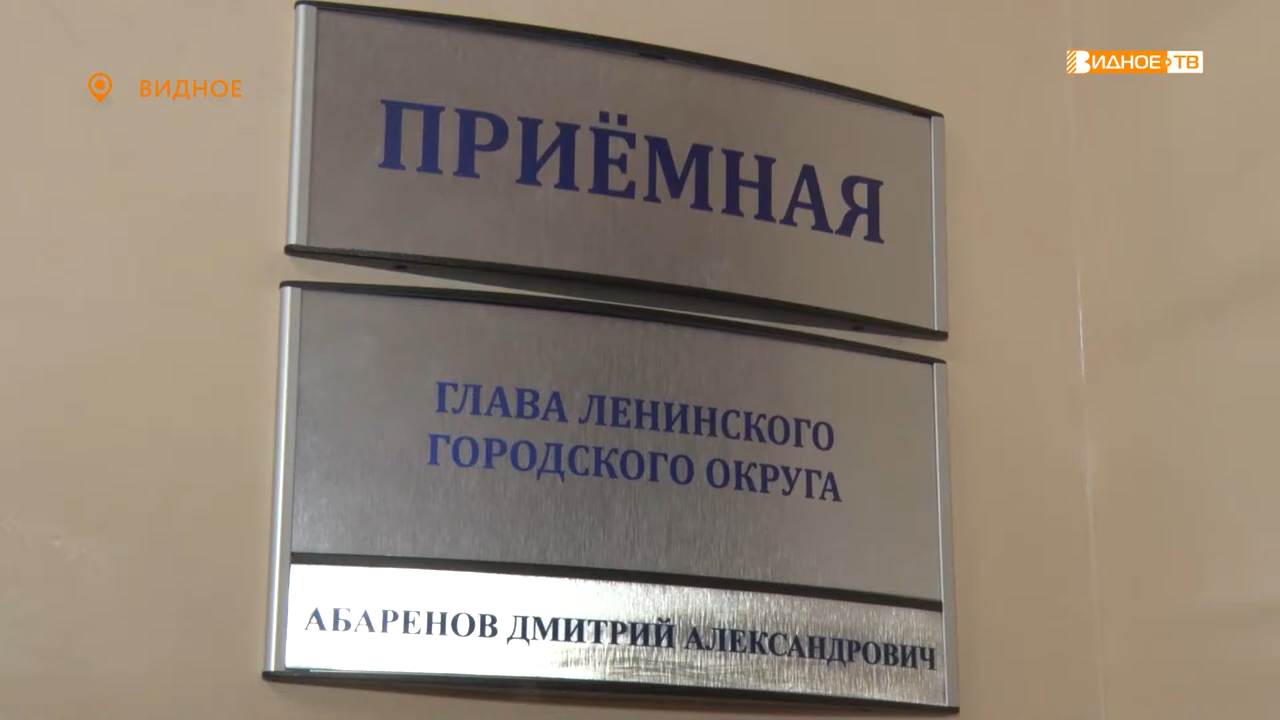 ВИДНОЕ
ВИДНОЕ ТВ
ПРИЁМНАЯ
ГЛАВА ЛЕНИНСКОГО
ГОРОДСКОГО ОКРУГА
АБАРЕНОВ ДМИТРИЙ АЛЕКСАНДРОВИЧ